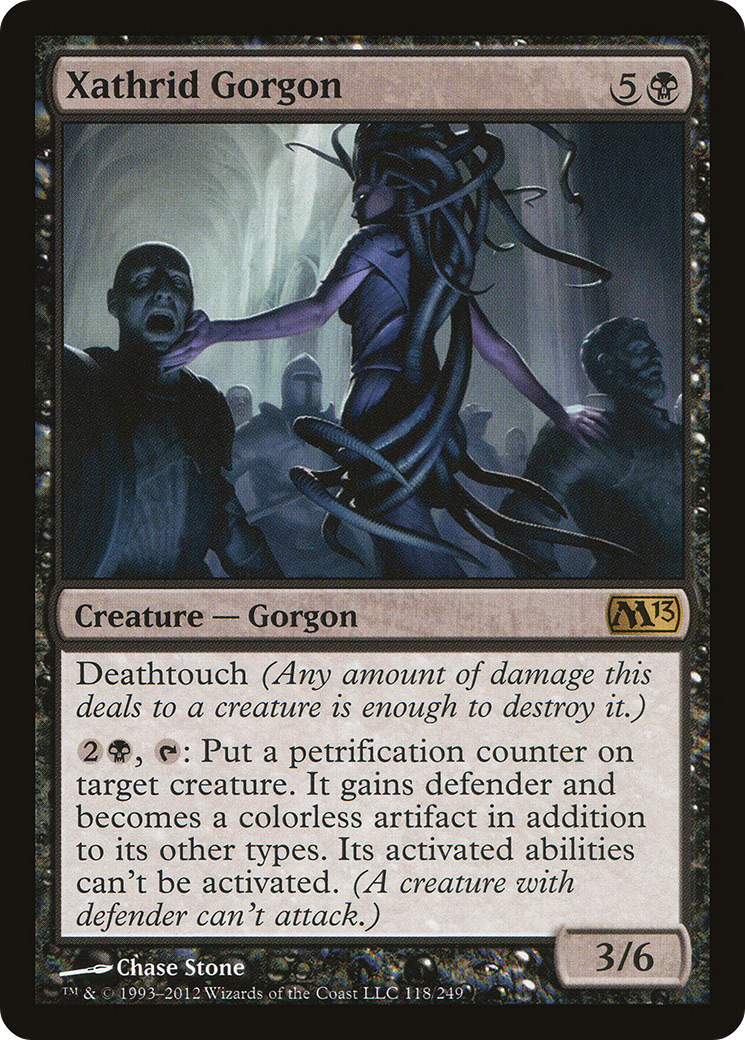 Xathrid Gorgon 5
Creature — Gorgon M13
Deathtouch (Any amount of damage this
deals to a creature is enough to destroy it.)
2, : Put a petrification counter on
target creature. It gains defender and
becomes a colorless artifact in addition
to its other types. Its activated abilities
can't be activated. (A creature with
defender can't attack.)
3/6
Chase Stone
™ & © 1993–2012 Wizards of the Coast LLC 118/249